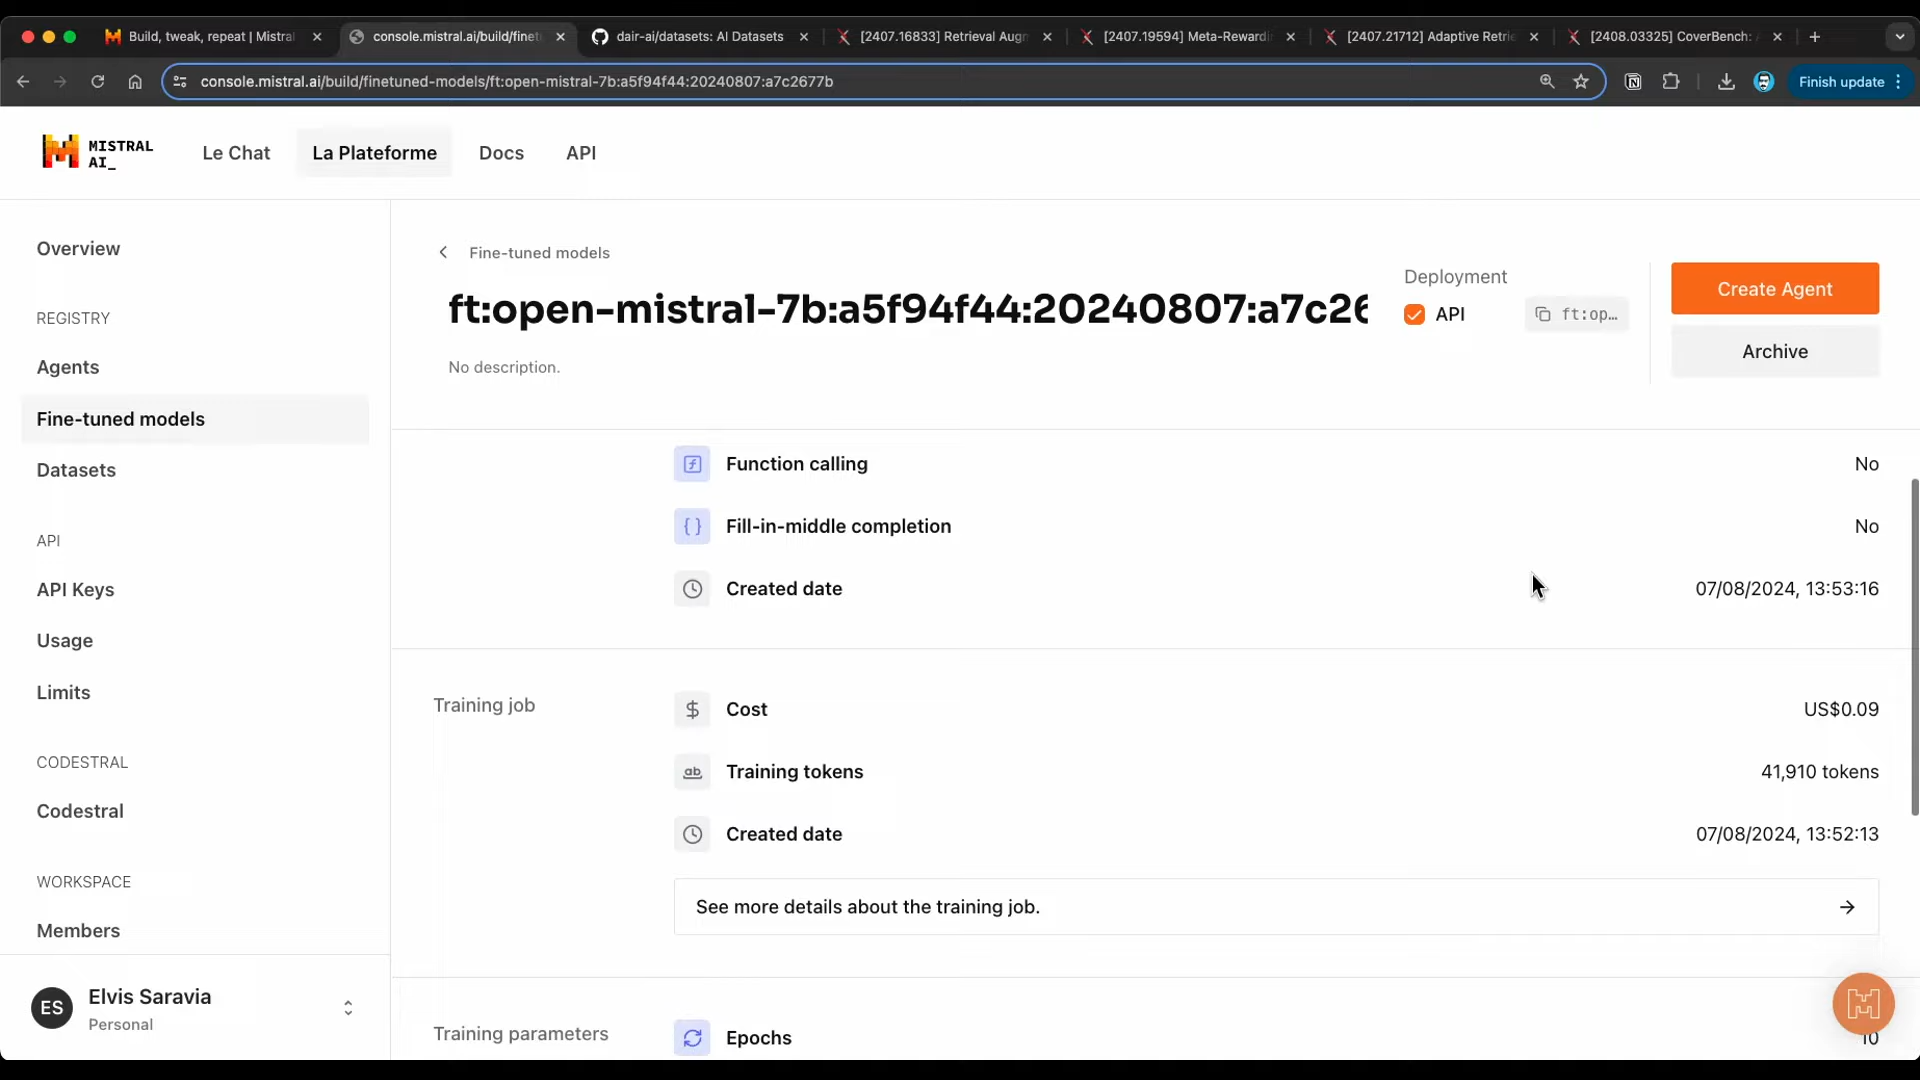 Build, tweak, repeat | Mistral
console.mistral.ai/build/finet
dair-ai/datasets: AI Datasets
[2407.16833] Retrieval Aug
[2407.19594] Meta-Rewardi
[2407.21712] Adaptive Retrie
[2408.03325] CoverBench: A
console.mistral.ai/build/finetuned-models/ft:open-mistral-7b:a5f94f44:20240807:a7c2677b
Finish update
MISTRAL
AI_
Le Chat
La Plateforme
Docs
API
Overview
REGISTRY
Agents
Fine-tuned models
Datasets
API
API Keys
Usage
Limits
CODESTRAL
Codestral
WORKSPACE
Members
ES
Elvis Saravia
Personal
Fine-tuned models
ft:open-mistral-7b:a5f94f44:20240807:a7c26
No description.
Deployment
API
ft:op…
Create Agent
Archive
Function calling
No
Fill-in-middle completion
No
Created date
07/08/2024, 13:53:16
Training job
Cost
US$0.09
ab
Training tokens
41,910 tokens
Created date
07/08/2024, 13:52:13
See more details about the training job.
Training parameters
Epochs
10